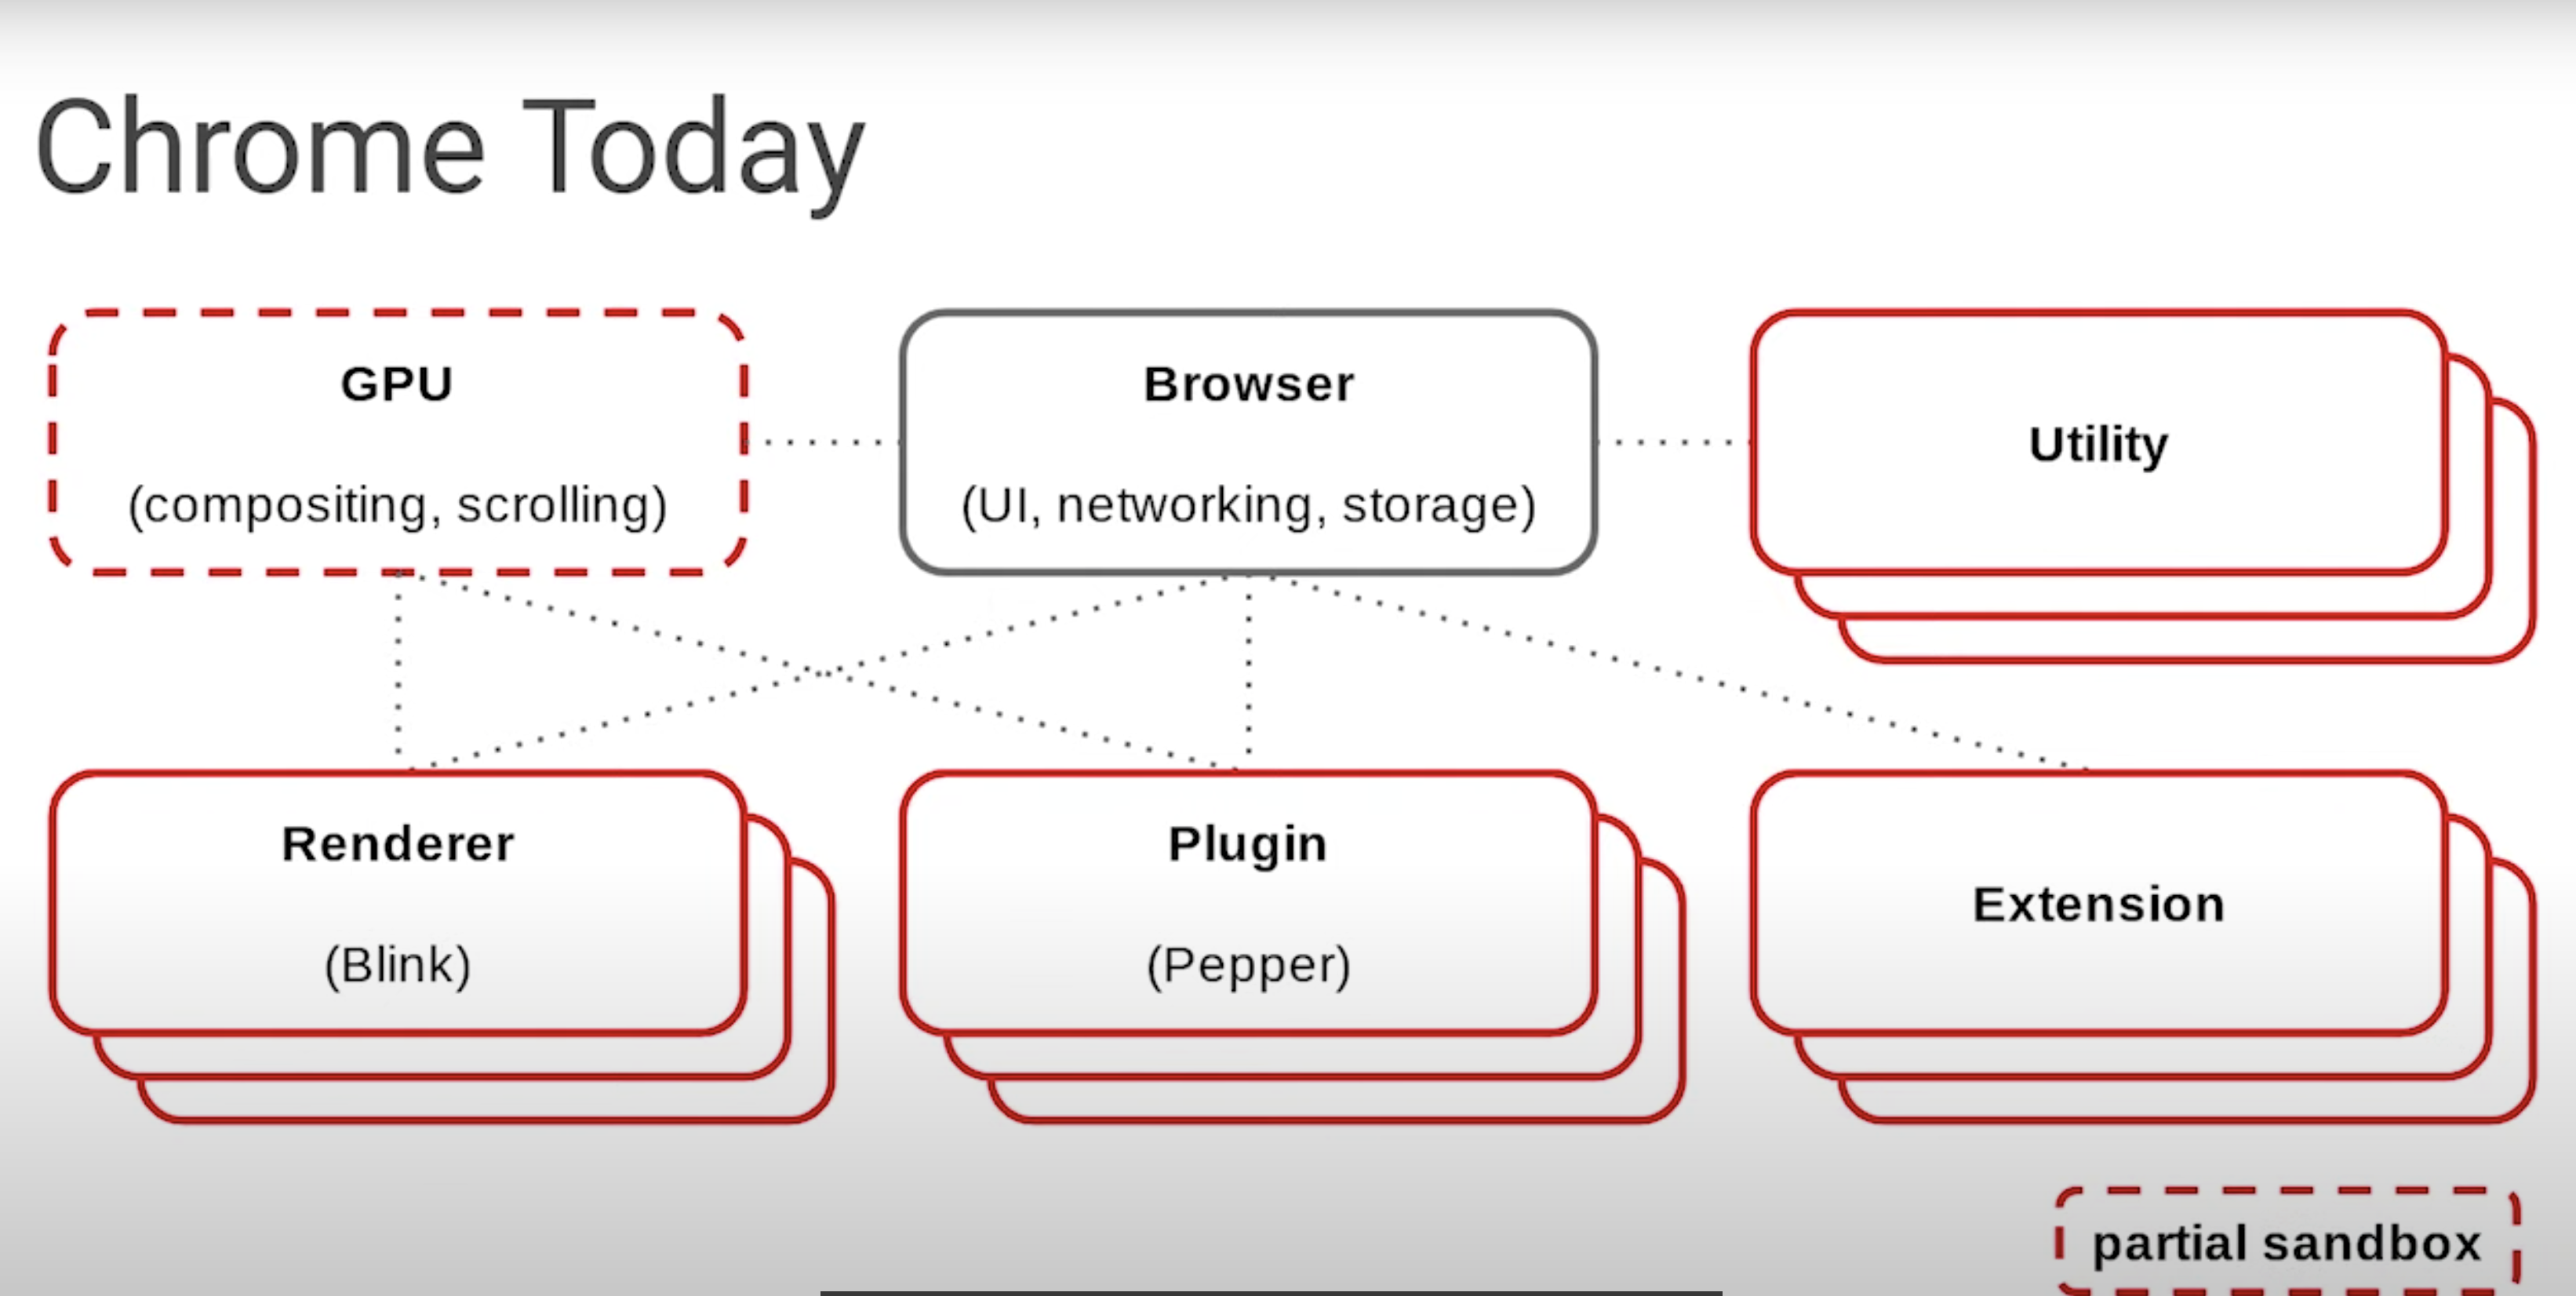 Chrome Today
GPU
(compositing, scrolling)
Browser
(UI, networking, storage)
Utility
Renderer
(Blink)
Plugin
(Pepper)
Extension
partial sandbox